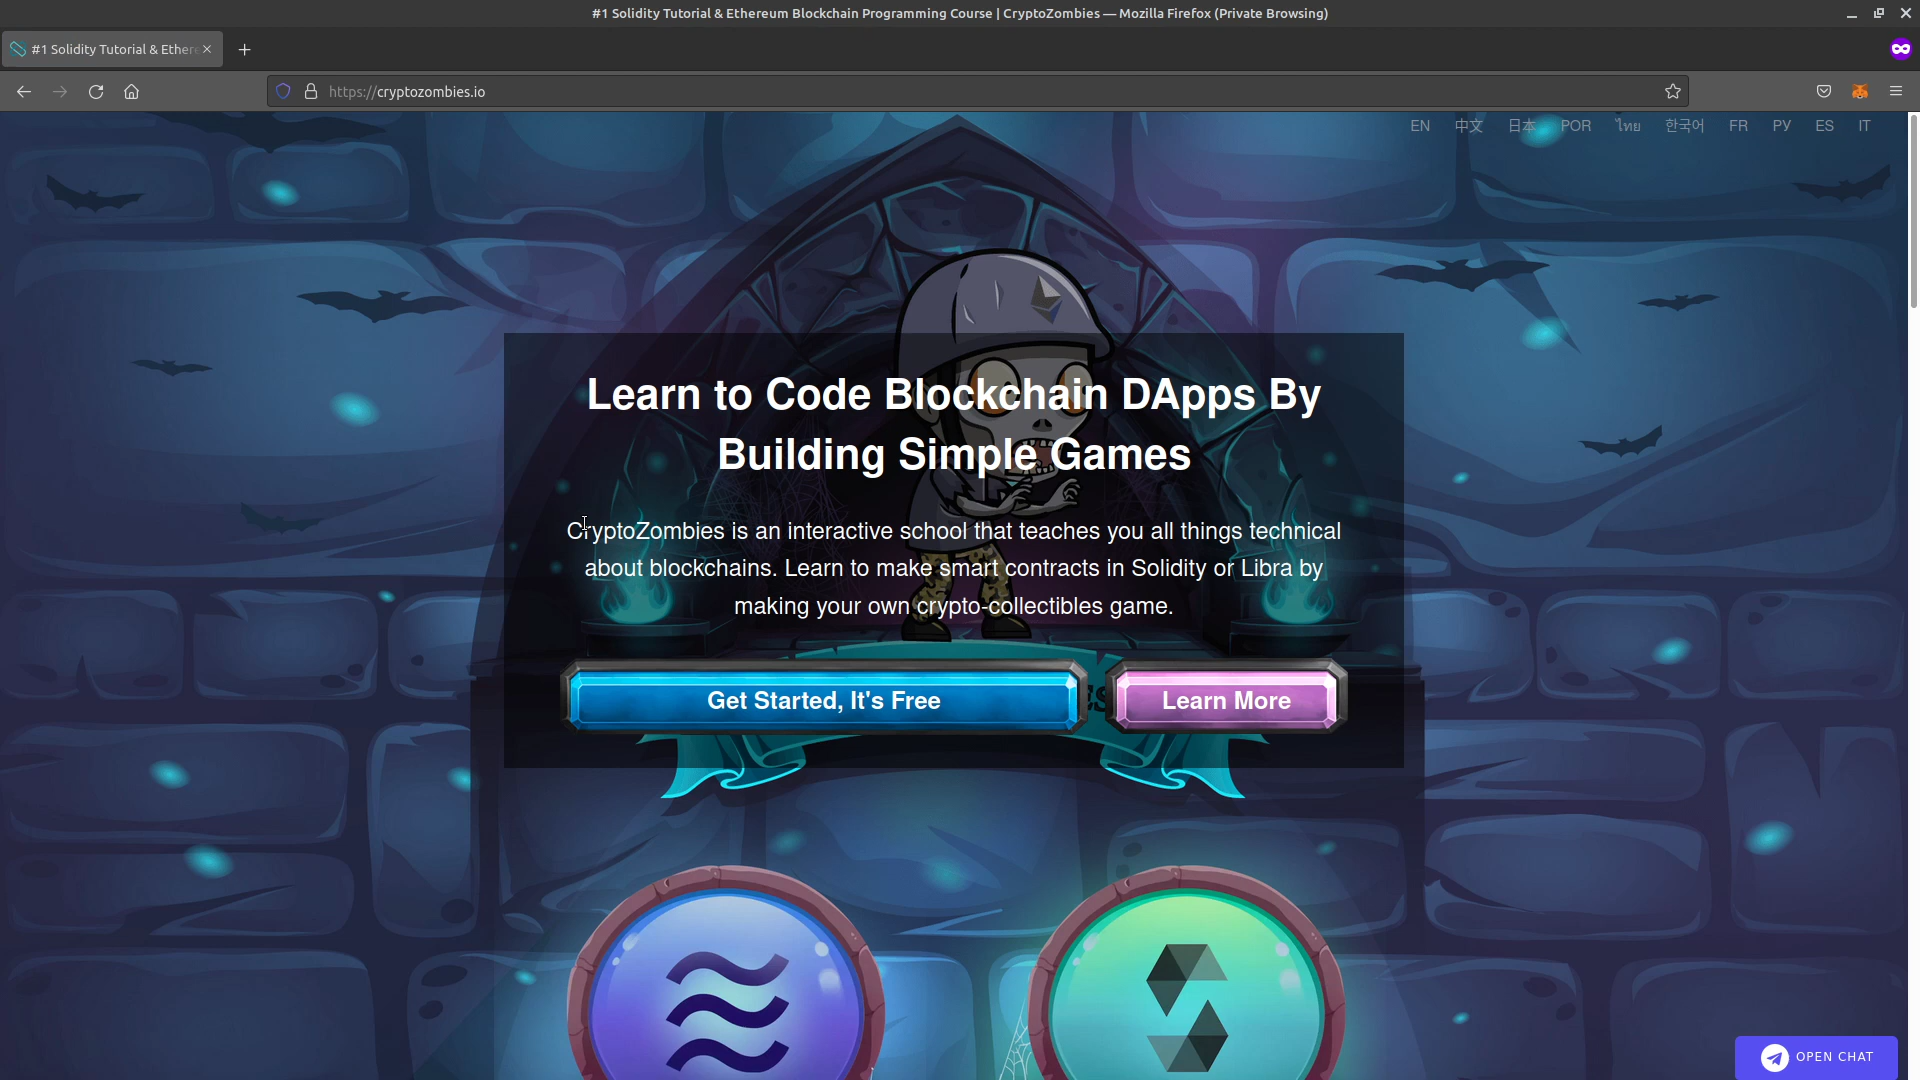 #1 Solidity Tutorial & Ethereum Blockchain Programming Course | CryptoZombies — Mozilla Firefox (Private Browsing)
#1 Solidity Tutorial & Ethere
https://cryptozombies.io
EN 中文 日本 POR ไทย 한국어 FR РУ ES IT
Learn to Code Blockchain DApps By
Building Simple Games
CryptoZombies is an interactive school that teaches you all things technical
about blockchains. Learn to make smart contracts in Solidity or Libra by
making your own crypto-collectibles game.
Get Started, It's Free
Learn More
OPEN CHAT